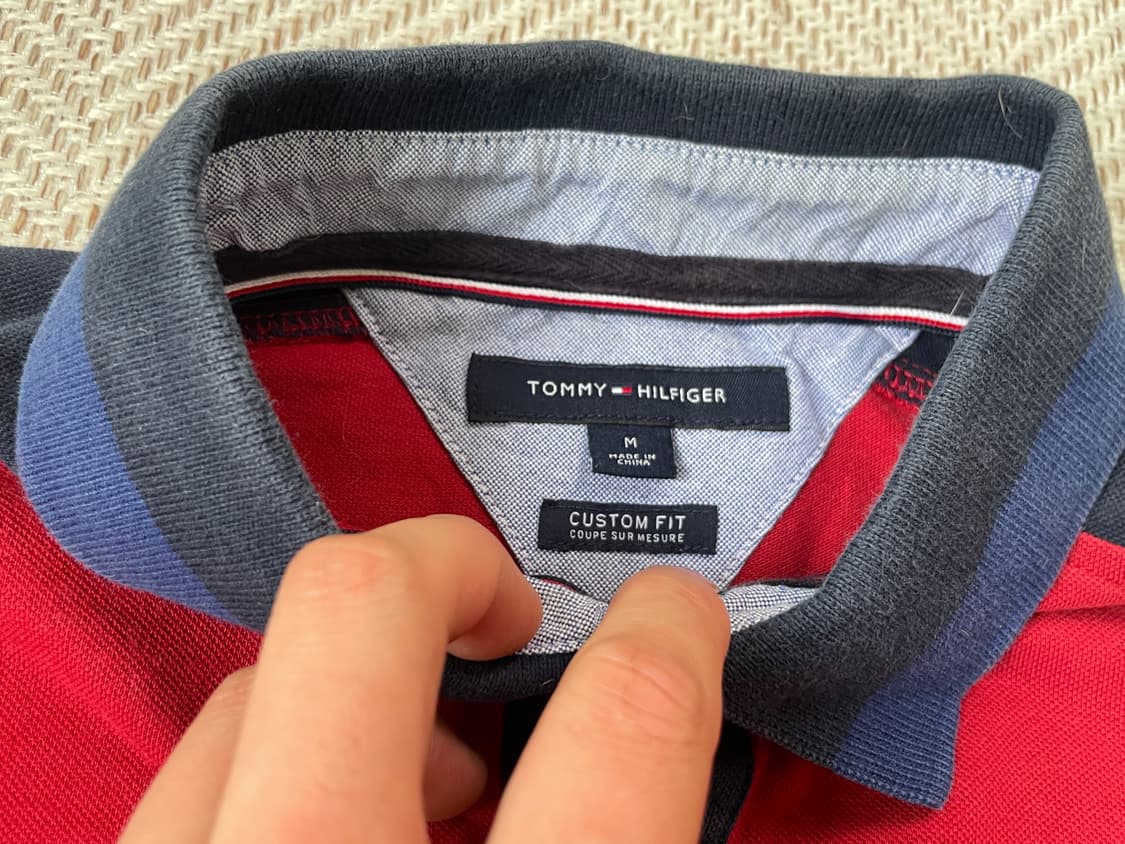 TOMMY HILFIGER
M
MADE IN
CHINA
CUSTOM FIT
COUPE SUR MESURE